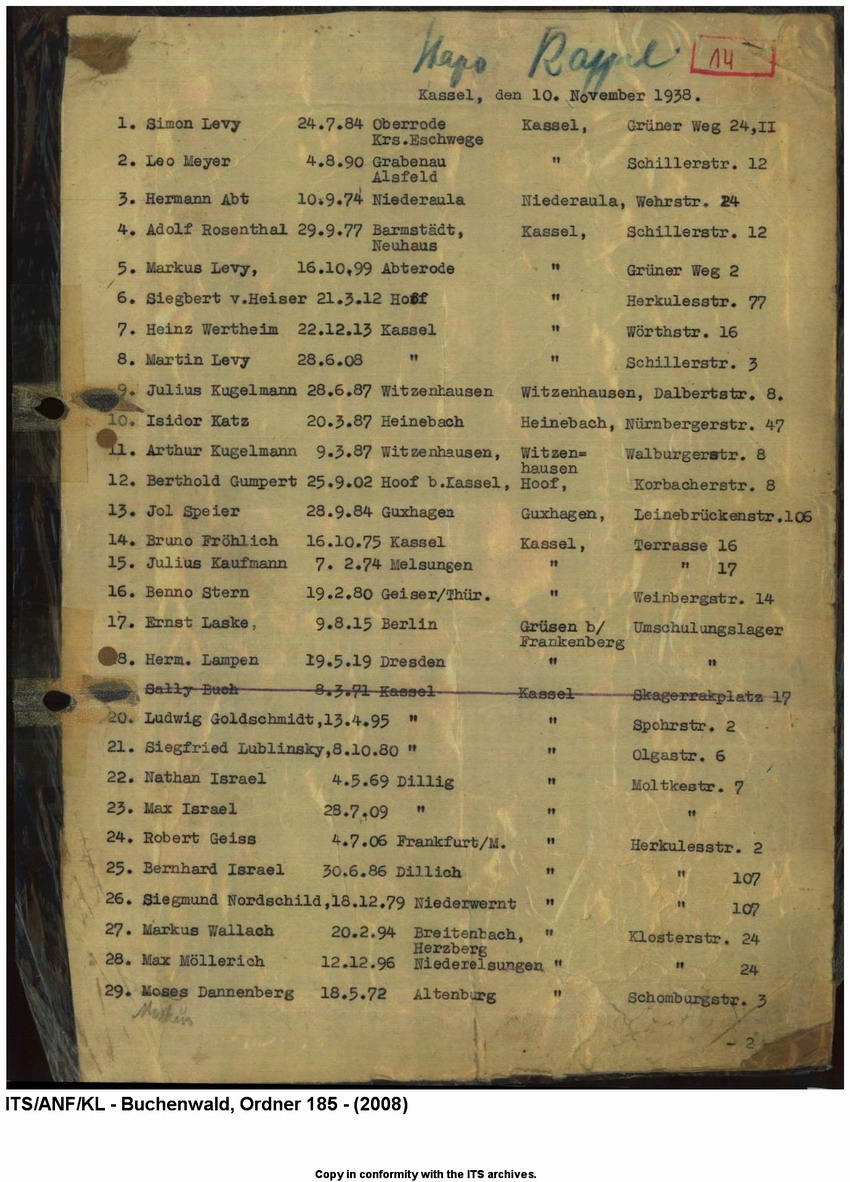 Stapo Kassel.
14
Kassel, den 10. November 1938.
1. Simon Levy 24.7.84 Oberrode Kassel, Grüner Weg 24,II
Krs.Eschwege
2. Leo Meyer 4.8.90 Grabenau " Schillerstr. 12
Alsfeld
3. Hermann Abt 10.9.74 Niederaula Niederaula, Wehrstr. 24
4. Adolf Rosenthal 29.9.77 Barmstädt, Kassel, Schillerstr. 12
Neuhaus
5. Markus Levy, 16.10.99 Abterode " Grüner Weg 2
6. Siegbert v.Heiser 21.3.12 Hoff " Herkulesstr. 77
7. Heinz Wertheim 22.12.13 Kassel " Wörthstr. 16
8. Martin Levy 28.6.08 " " Schillerstr. 3
9. Julius Kugelmann 28.6.87 Witzenhausen Witzenhausen, Dalbertstr. 8.
10. Isidor Katz 20.3.87 Heinebach Heinebach, Nürnbergerstr. 47
11. Arthur Kugelmann 9.3.87 Witzenhausen, Witzen= Walburgerstr. 8
hausen
12. Berthold Gumpert 25.9.02 Hoof b.Kassel, Hoof, Korbacherstr. 8
13. Jol Speier 28.9.84 Guxhagen Guxhagen, Leinebrückenstr.106
14. Bruno Fröhlich 16.10.75 Kassel Kassel, Terrasse 16
15. Julius Kaufmann 7. 2.74 Melsungen " " 17
16. Benno Stern 19.2.80 Geiser/Thür. " Weinbergstr. 14
17. Ernst Laske, 9.8.15 Berlin Grüsen b/ Umschulungslager
Frankenberg
8. Herm. Lampen 19.5.19 Dresden " "
Sally Buch 8.3.71 Kassel Kassel Skagerrakplatz 17
20. Ludwig Goldschmidt,13.4.95 " " Spohrstr. 2
21. Siegfried Lublinsky,8.10.80 " " Olgastr. 6
22. Nathan Israel 4.5.69 Dillig " Moltkestr. 7
23. Max Israel 28.7.09 " " "
24. Robert Geiss 4.7.06 Frankfurt/M. " Herkulesstr. 2
25. Bernhard Israel 30.6.86 Dillich " " 107
26. Siegmund Nordschild,18.12.79 Niederwernt " " 107
27. Markus Wallach 20.2.94 Breitenbach, " Klosterstr. 24
Herzberg
28. Max Möllerich 12.12.96 Niederelsungen " " 24
29. Moses Dannenberg 18.5.72 Altenburg " Schomburgstr. 3
Markus
- 2
ITS/ANF/KL - Buchenwald, Ordner 185 - (2008)
Copy in conformity with the ITS archives.